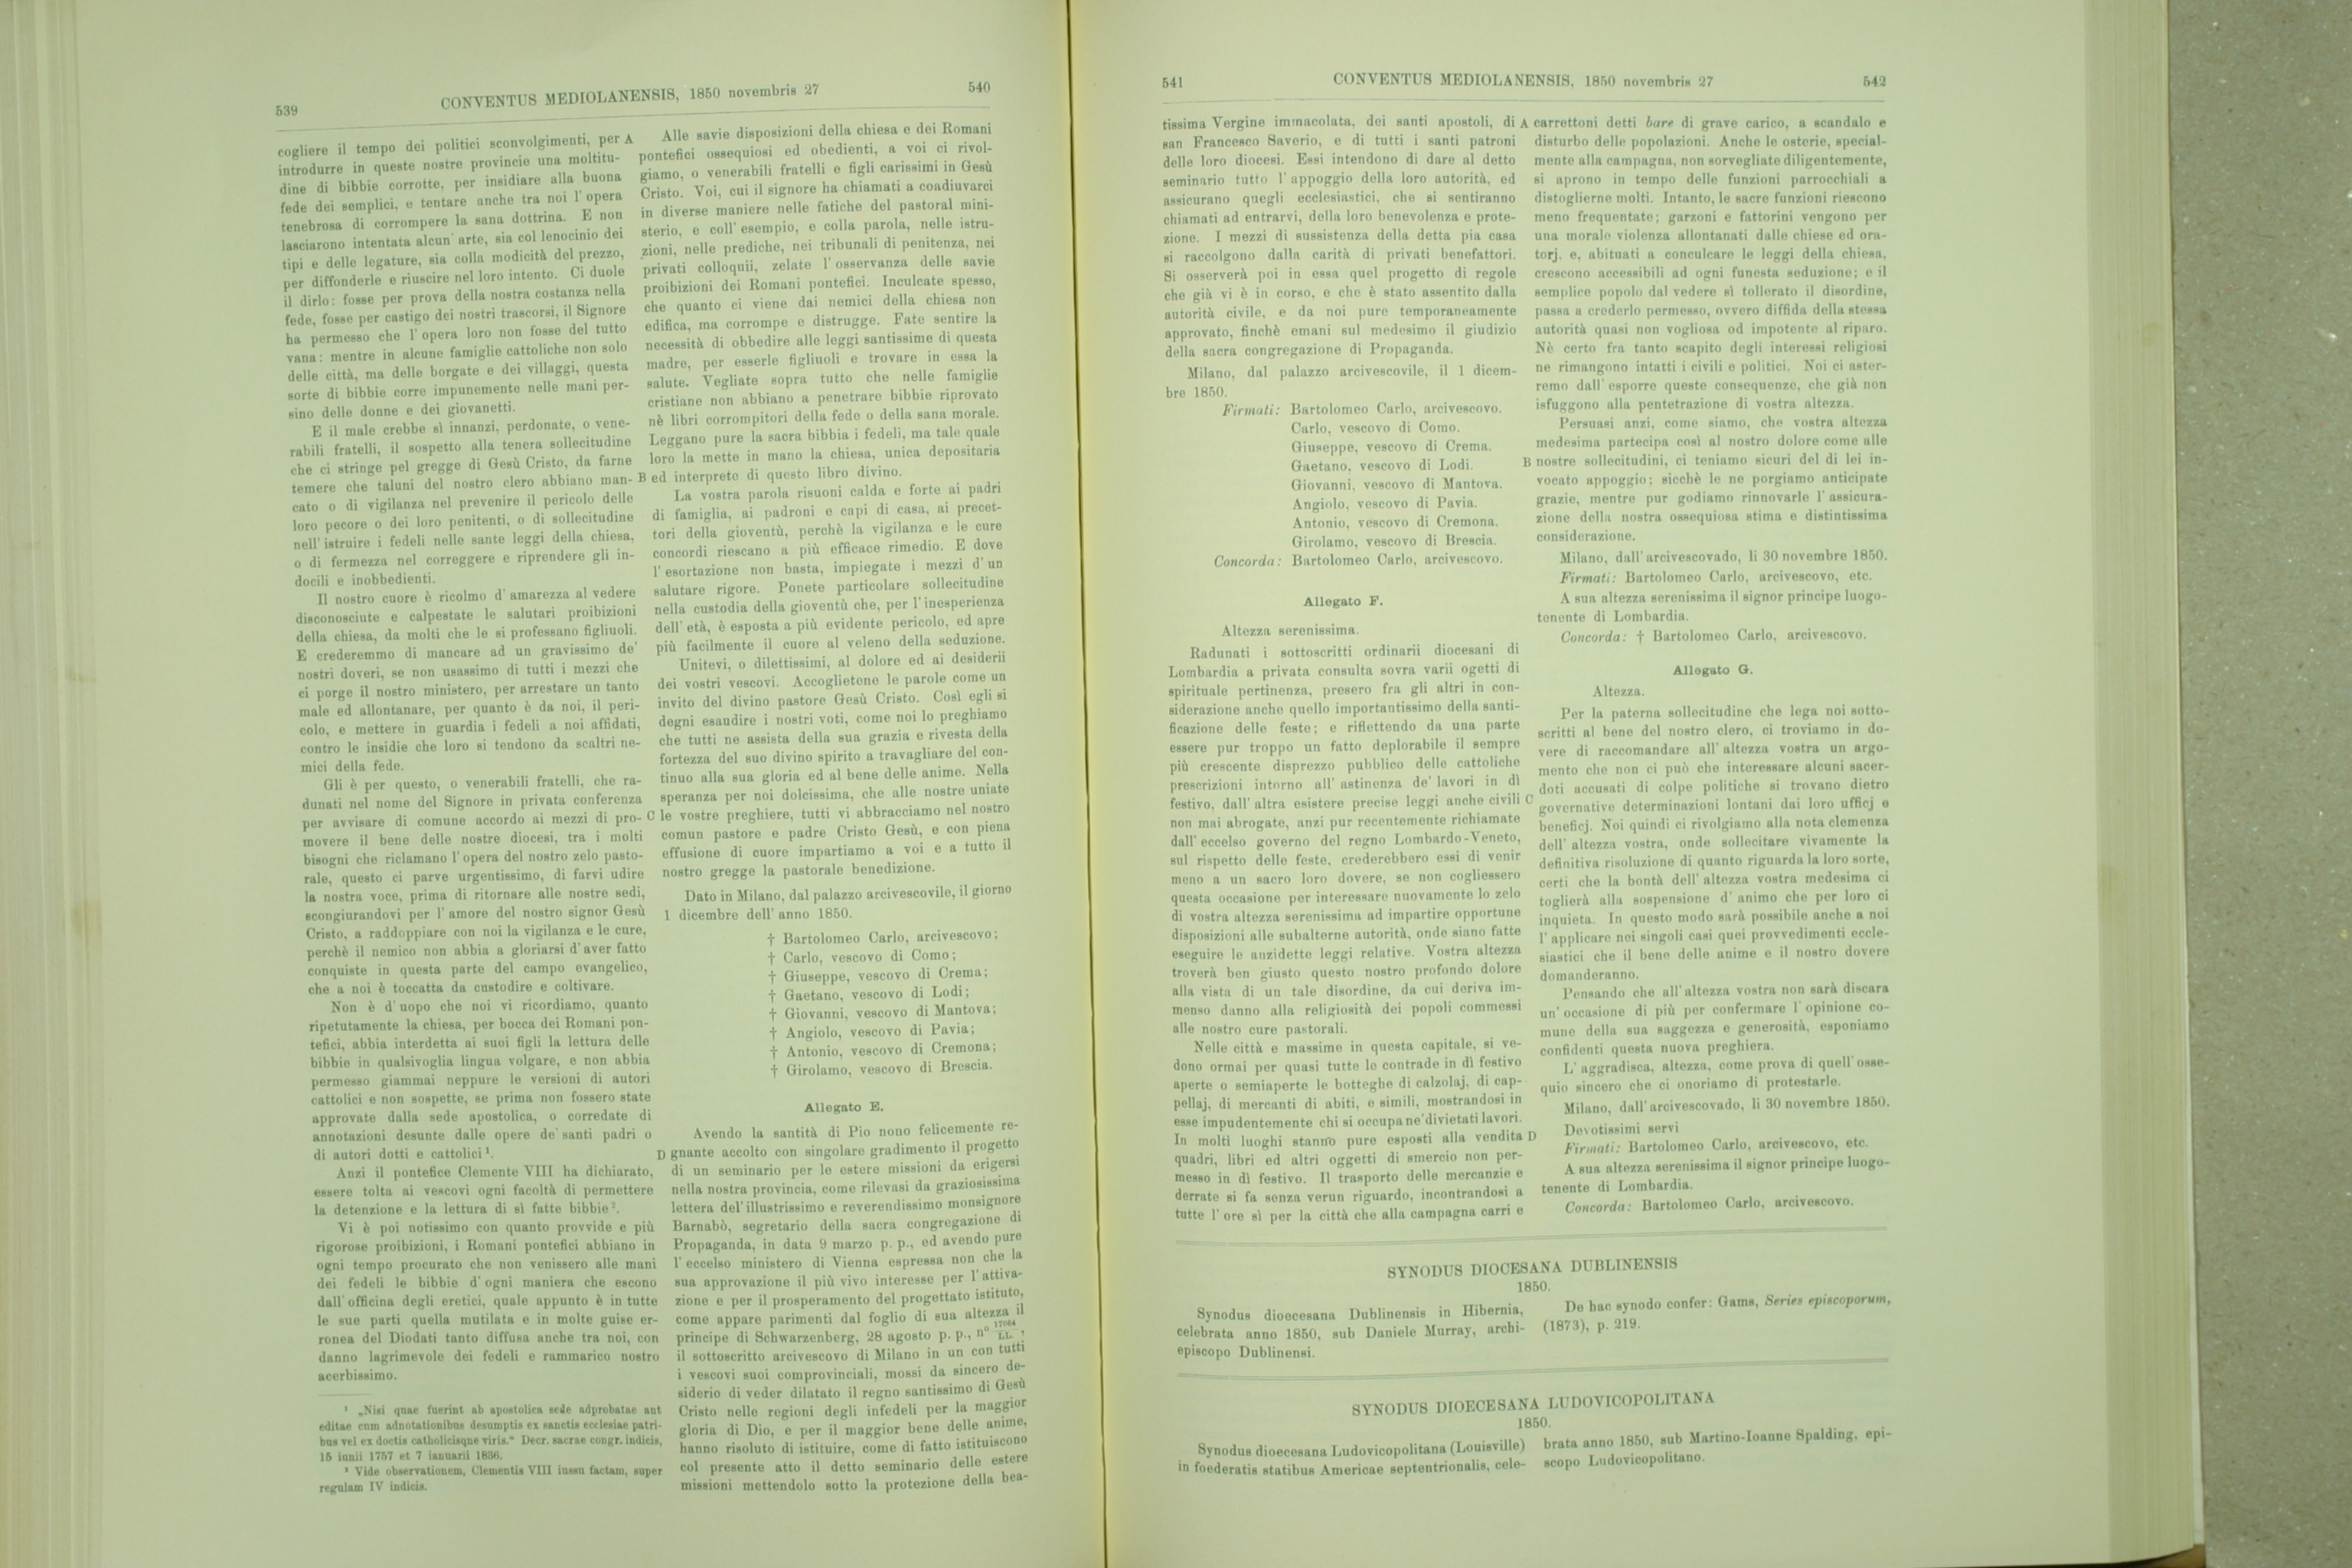 539
CONVENTUS MEDIOLANENSIS, 1850 novembris 27
540
cogliere il tempo dei politici sconvolgimenti, per
introdurre in queste nostre provincie una moltitu-
dine di bibbie corrotte, per insidiare alla buona
fede dei semplici, e tentare anche tra noi l'opera
tenebrosa di corrompere la sana dottrina. E non
lasciarono intentata alcun'arte, sia col lenocinio dei
tipi e delle legature, sia colla modicità del prezzo,
per diffonderle e riuscire nel loro intento. Ci duole
il dirlo: fosse per prova della nostra costanza nella
fede, fosse per castigo dei nostri trascorsi, il Signore
ha permesso che l'opera loro non fosse del tutto
vana: mentre in alcune famiglie cattoliche non solo
delle città, ma delle borgate e dei villaggi, questa
sorte di bibbie corre impunemente nelle mani per-
sino delle donne e dei giovanetti.
E il male crebbe sì innanzi, perdonate, o vene-
rabili fratelli, il sospetto alla tenera sollecitudine
che ci stringe pel gregge di Gesù Cristo, da farne
temere che taluni del nostro clero abbiano man-
cato o di vigilanza nel prevenire il pericolo delle
loro pecore o dei loro penitenti, o di sollecitudine
nell'istruire i fedeli nelle sante leggi della chiesa,
o di fermezza nel correggere e riprendere gli in-
docili e inobbedienti.
Il nostro cuore è ricolmo d'amarezza al vedere
disconosciute e calpestate le salutari proibizioni
della chiesa, da molti che le si professano figliuoli.
E crederemmo di mancare ad un gravissimo de'
nostri doveri, se non usassimo di tutti i mezzi che
ci porge il nostro ministero, per arrestare un tanto
male ed allontanare, per quanto è da noi, il peri-
colo, e mettere in guardia i fedeli a noi affidati,
contro le insidie che loro si tendono da scaltri ne-
mici della fede.
Gli è per questo, o venerabili fratelli, che ra-
dunati nel nome del Signore in privata conferenza
per avvisare di comune accordo ai mezzi di pro-
movere il bene delle nostre diocesi, tra i molti
bisogni che riclamano l'opera del nostro zelo pasto-
rale, questo ci parve urgentissimo, di farvi udire
la nostra voce, prima di ritornare alle nostre sedi,
scongiurandovi per l'amore del nostro signor Gesù
Cristo, a raddoppiare con noi la vigilanza e le cure,
perchè il nemico non abbia a gloriarsi d'aver fatto
conquiste in questa parte del campo evangelico,
che a noi è toccatta da custodire e coltivare.
Non è d'uopo che noi vi ricordiamo, quanto
ripetutamente la chiesa, per bocca dei Romani pon-
tefici, abbia interdetta ai suoi figli la lettura delle
bibbie in qualsivoglia lingua volgare, e non abbia
permesso giammai neppure le versioni di autori
cattolici e non sospette, se prima non fossero state
approvate dalla sede apostolica, o corredate di
annotazioni desunte dalle opere de' santi padri o
di autori dotti e cattolici¹.
Anzi il pontefice Clemente VIII ha dichiarato,
essere tolta ai vescovi ogni facoltà di permettere
la detenzione e la lettura di sì fatte bibbie².
Vi è poi notissimo con quanto provvide e più
rigorose proibizioni, i Romani pontefici abbiano in
ogni tempo procurato che non venissero alle mani
dei fedeli le bibbie d'ogni maniera che escono
dall'officina degli eretici, quale appunto è in tutte
le sue parti quella mutilata e in molte guise er-
ronea del Diodati tanto diffusa anche tra noi, con
danno lagrimevole dei fedeli e rammarico nostro
acerbissimo.
¹ „Nisi quae fuerint ab apostolica sede adprobatae aut
editae cum adnotationibus desumptis ex sanctis ecclesiae patri-
bus vel ex doctis catholicisque viris." Decr. sacrae congr. indicis,
15 iunii 1757 et 7 ianuarii 1836.
² Vide observationem, Clementis VIII iussu factam, super
regulam IV indicis.
A
B
C
D
Alle savie disposizioni della chiesa e dei Romani
pontefici ossequiosi ed obedienti, a voi ci rivol-
giamo, o venerabili fratelli e figli carissimi in Gesù
Cristo. Voi, cui il signore ha chiamati a coadiuvarci
in diverse maniere nelle fatiche del pastoral mini-
sterio, e coll'esempio, e colla parola, nelle istru-
zioni, nelle prediche, nei tribunali di penitenza, nei
privati colloquii, zelate l'osservanza delle savie
proibizioni dei Romani pontefici. Inculcate spesso,
che quanto ci viene dai nemici della chiesa non
edifica, ma corrompe e distrugge. Fate sentire la
necessità di obbedire alle leggi santissime di questa
madre, per esserle figliuoli e trovare in essa la
salute. Vegliate sopra tutto che nelle famiglie
cristiane non abbiano a penetrare bibbie riprovate
nè libri corrompitori della fede o della sana morale.
Leggano pure la sacra bibbia i fedeli, ma tale quale
loro la mette in mano la chiesa, unica depositaria
ed interprete di questo libro divino.
La vostra parola risuoni calda e forte ai padri
di famiglia, ai padroni e capi di casa, ai precet-
tori della gioventù, perchè la vigilanza e le cure
concordi riescano a più efficace rimedio. E dove
l'esortazione non basta, impiegate i mezzi d'un
salutare rigore. Ponete particolare sollecitudine
nella custodia della gioventù che, per l'inesperienza
dell'età, è esposta a più evidente pericolo, ed apre
più facilmente il cuore al veleno della seduzione.
Unitevi, o dilettissimi, al dolore ed ai desiderii
dei vostri vescovi. Accoglietene le parole come un
invito del divino pastore Gesù Cristo. Così egli si
degni esaudire i nostri voti, come noi lo preghiamo
che tutti ne assista della sua grazia e rivesta della
fortezza del suo divino spirito a travagliare del con-
tinuo alla sua gloria ed al bene delle anime. Nella
speranza per noi dolcissima, che alle nostre uniate
le vostre preghiere, tutti vi abbracciamo nel nostro
comun pastore e padre Cristo Gesù, e con piena
effusione di cuore impartiamo a voi e a tutto il
nostro gregge la pastorale benedizione.
Dato in Milano, dal palazzo arcivescovile, il giorno
1 dicembre dell'anno 1850.
† Bartolomeo Carlo, arcivescovo;
† Carlo, vescovo di Como;
† Giuseppe, vescovo di Crema;
† Gaetano, vescovo di Lodi;
† Giovanni, vescovo di Mantova;
† Angiolo, vescovo di Pavia;
† Antonio, vescovo di Cremona;
† Girolamo, vescovo di Brescia.
Allegato E.
Avendo la santità di Pio nono felicemente re-
gnante accolto con singolare gradimento il progetto
di un seminario per le estere missioni da erigersi
nella nostra provincia, come rilevasi da graziosissima
lettera del'illustrissimo e reverendissimo monsignore
Barnabò, segretario della sacra congregazione di
Propaganda, in data 9 marzo p. p., ed avendo pure
l'eccelso ministero di Vienna espressa non che la
sua approvazione il più vivo interesse per l'attiva-
zione e per il prosperamento del progettato istituto,
come appare parimenti dal foglio di sua altezza il
principe di Schwarzenberg, 28 agosto p. p., n° 17064/LL.,
il sottoscritto arcivescovo di Milano in un con tutti
i vescovi suoi comprovinciali, mossi da sincero de-
siderio di veder dilatato il regno santissimo di Gesù
Cristo nelle regioni degli infedeli per la maggior
gloria di Dio, e per il maggior bene delle anime,
hanno risoluto di istituire, come di fatto istituiscono
col presente atto il detto seminario delle estere
missioni mettendolo sotto la protezione della bea-
541
CONVENTUS MEDIOLANENSIS, 1850 novembris 27
542
tissima Vergine immacolata, dei santi apostoli, di
san Francesco Saverio, e di tutti i santi patroni
delle loro diocesi. Essi intendono di dare al detto
seminario tutto l'appoggio della loro autorità, ed
assicurano quegli ecclesiastici, che si sentiranno
chiamati ad entrarvi, della loro benevolenza e prote-
zione. I mezzi di sussistenza della detta pia casa
si raccolgono dalla carità di privati benefattori.
Si osserverà poi in essa quel progetto di regole
che già vi è in corso, e che è stato assentito dalla
autorità civile, e da noi pure temporaneamente
approvato, finchè emani sul medesimo il giudizio
della sacra congregazione di Propaganda.
Milano, dal palazzo arcivescovile, il 1 dicem-
bre 1850.
Firmati: Bartolomeo Carlo, arcivescovo.
Carlo, vescovo di Como.
Giuseppe, vescovo di Crema.
Gaetano, vescovo di Lodi.
Giovanni, vescovo di Mantova.
Angiolo, vescovo di Pavia.
Antonio, vescovo di Cremona.
Girolamo, vescovo di Brescia.
Concorda: Bartolomeo Carlo, arcivescovo.
Allegato F.
Altezza serenissima.
Radunati i sottoscritti ordinarii diocesani di
Lombardia a privata consulta sovra varii ogetti di
spirituale pertinenza, presero fra gli altri in con-
siderazione anche quello importantissimo della santi-
ficazione delle feste; e riflettendo da una parte
essere pur troppo un fatto deplorabile il sempre
più crescente disprezzo pubblico delle cattoliche
prescrizioni intorno all'astinenza de' lavori in dì
festivo, dall'altra esistere precise leggi anche civili
non mai abrogate, anzi pur recentemente richiamate
dall'eccelso governo del regno Lombardo-Veneto,
sul rispetto delle feste, crederebbero essi di venir
meno a un sacro loro dovere, se non cogliessero
questa occasione per interessare nuovamente lo zelo
di vostra altezza serenissima ad impartire opportune
disposizioni alle subalterne autorità, onde siano fatte
eseguire le anzidette leggi relative. Vostra altezza
troverà ben giusto questo nostro profondo dolore
alla vista di un tale disordine, da cui deriva im-
menso danno alla religiosità dei popoli commessi
alle nostro cure pastorali.
Nelle città e massime in questa capitale, si ve-
dono ormai per quasi tutte le contrade in dì festivo
aperte o semiaperte le botteghe di calzolaj, di cap-
pellaj, di mercanti di abiti, e simili, mostrandosi in
esse impudentemente chi si occupa ne' divietati lavori.
In molti luoghi stanno pure esposti alla vendita
quadri, libri ed altri oggetti di smercio non per-
messo in dì festivo. Il trasporto delle mercanzie e
derrate si fa senza verun riguardo, incontrandosi a
tutte l'ore sì per la città che alla campagna carri e
A
B
C
D
carrettoni detti bare di grave carico, a scandalo e
disturbo delle popolazioni. Anche le osterie, special-
mente alla campagna, non sorvegliate diligentemente,
si aprono in tempo delle funzioni parrocchiali a
distoglierne molti. Intanto, le sacre funzioni riescono
meno frequentate; garzoni e fattorini vengono per
una morale violenza allontanati dalle chiese ed ora-
torj. e, abituati a conculcare le leggi della chiesa,
crescono accessibili ad ogni funesta seduzione; e il
semplice popolo dal vedere sì tollerato il disordine,
passa a crederlo permesso, ovvero diffida della stessa
autorità quasi non vogliosa od impotente al riparo.
Nè certo fra tanto scapito degli interessi religiosi
ne rimangono intatti i civili e politici. Noi ci aster-
remo dall'esporre queste consequenze, che già non
isfuggono alla pentetrazione di vostra altezza.
Persuasi anzi, come siamo, che vostra altezza
medesima partecipa così al nostro dolore come alle
nostre sollecitudini, ci teniamo sicuri del di lei in-
vocato appoggio; sicchè le ne porgiamo anticipate
grazie, mentre pur godiamo rinnovarle l'assicura-
zione della nostra ossequiosa stima e distintissima
considerazione.
Milano, dall'arcivescovado, li 30 novembre 1850.
Firmati: Bartolomeo Carlo, arcivescovo, etc.
A sua altezza serenissima il signor principe luogo-
tenente di Lombardia.
Concorda: † Bartolomeo Carlo, arcivescovo.
Allegato G.
Altezza.
Per la paterna sollecitudine che lega noi sotto-
scritti al bene del nostro clero, ci troviamo in do-
vere di raccomandare all'altezza vostra un argo-
mento che non ci può che interessare alcuni sacer-
doti accusati di colpe politiche si trovano dietro
governative determinazioni lontani dai loro ufficj e
beneficj. Noi quindi ci rivolgiamo alla nota clemenza
dell'altezza vostra, onde sollecitare vivamente la
definitiva risoluzione di quanto riguarda la loro sorte,
certi che la bontà dell'altezza vostra medesima ci
toglierà alla sospensione d'animo che per loro ci
inquieta. In questo modo sarà possibile anche a noi
l'applicare nei singoli casi quei provvedimenti eccle-
siastici che il bene delle anime e il nostro dovere
domanderanno.
Pensando che all'altezza vostra non sarà discara
un'occasione di più per confermare l'opinione co-
mune della sua saggezza e generosità, esponiamo
confidenti questa nuova preghiera.
L'aggradisca, altezza, come prova di quell'osse-
quio sincero che ci onoriamo di protestarle.
Milano, dall'arcivescovado, li 30 novembre 1850.
Devotissimi servi
Firmati: Bartolomeo Carlo, arcivescovo, etc.
A sua altezza serenissima il signor principe luogo-
tenente di Lombardia.
Concorda: Bartolomeo Carlo, arcivescovo.
SYNODUS DIOCESANA DUBLINENSIS
1850.
Synodus dioecesana Dublinensis in Hibernia,
celebrata anno 1850, sub Daniele Murray, archi-
episcopo Dublinensi.
De hac synodo confer: Gams, Series episcoporum,
(1873), p. 219.
SYNODUS DIOECESANA LUDOVICOPOLITANA
1850.
Synodus dioecesana Ludovicopolitana (Louisville)
in foederatis statibus Americae septentrionalis, cele-
brata anno 1850, sub Martino-Ioanne Spalding, epi-
scopo Ludovicopolitano.